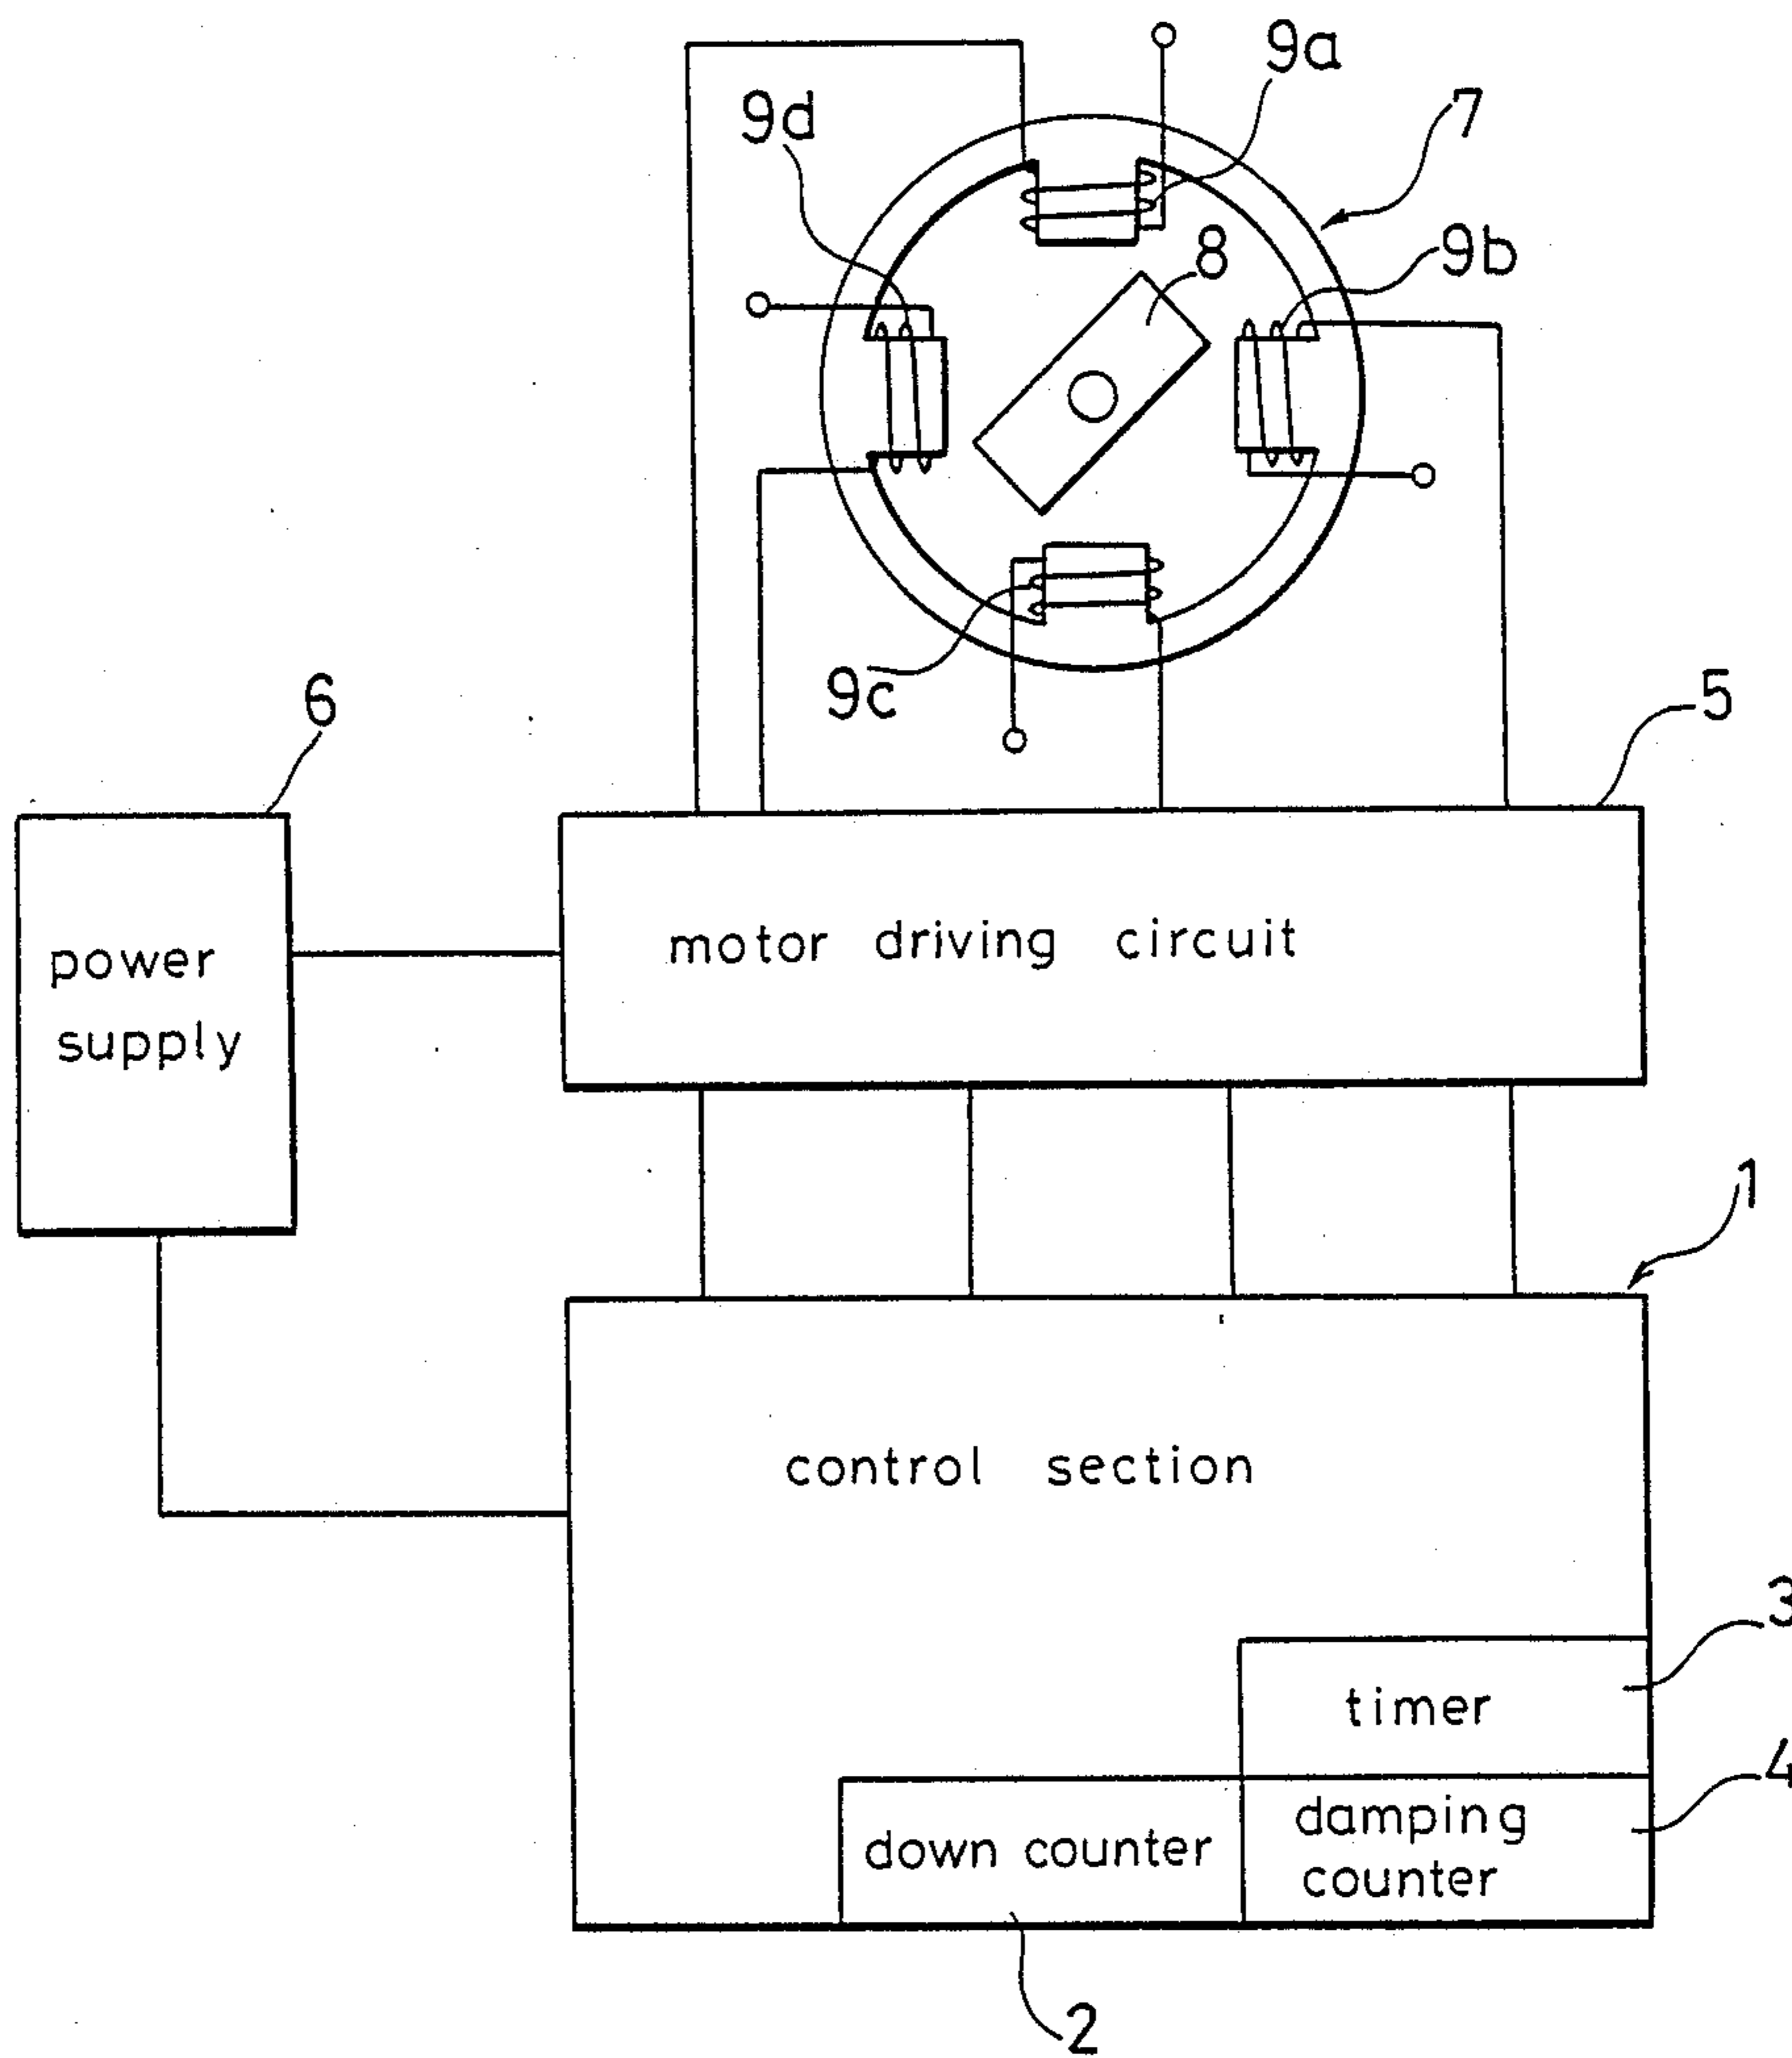 9a
9d
7
9b
8
9c
6
5
power
supply
motor driving circuit
1
control section
3
timer
4
damping
counter
down counter
2